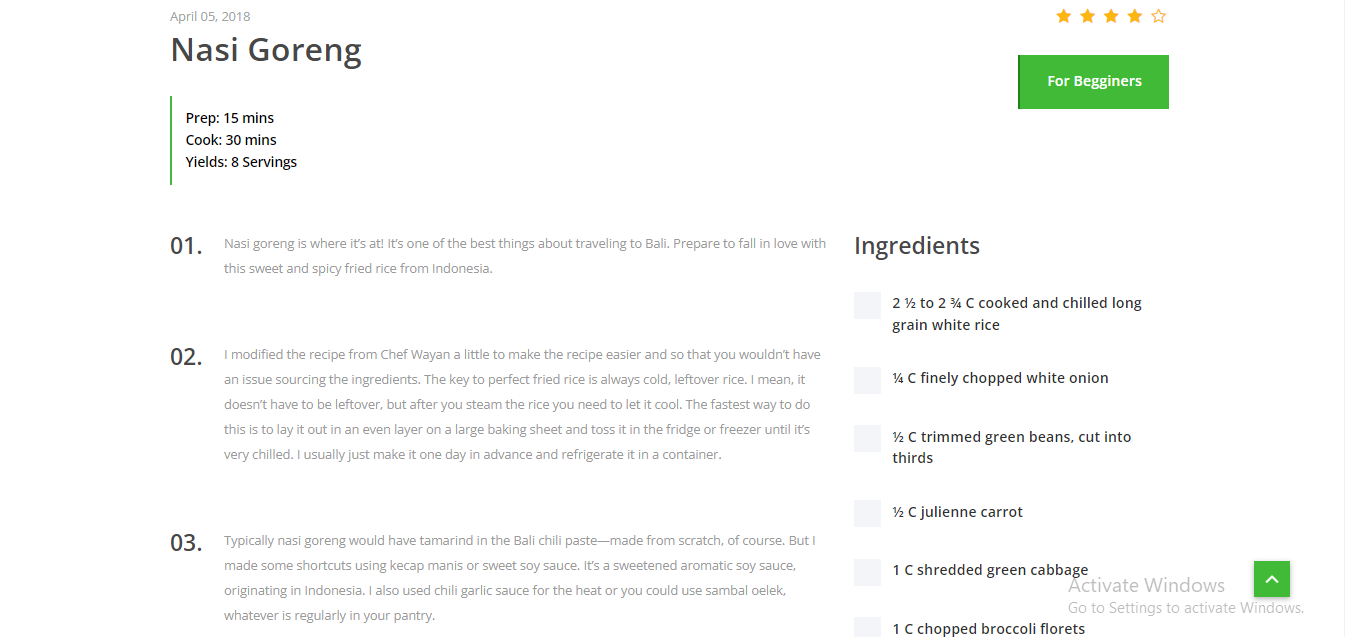 April 05, 2018
Nasi Goreng
For Begginers
Prep: 15 mins
Cook: 30 mins
Yields: 8 Servings
01.
Nasi goreng is where it’s at! It’s one of the best things about traveling to Bali. Prepare to fall in love with
this sweet and spicy fried rice from Indonesia.
02.
I modified the recipe from Chef Wayan a little to make the recipe easier and so that you wouldn’t have
an issue sourcing the ingredients. The key to perfect fried rice is always cold, leftover rice. I mean, it
doesn’t have to be leftover, but after you steam the rice you need to let it cool. The fastest way to do
this is to lay it out in an even layer on a large baking sheet and toss it in the fridge or freezer until it’s
very chilled. I usually just make it one day in advance and refrigerate it in a container.
03.
Typically nasi goreng would have tamarind in the Bali chili paste—made from scratch, of course. But I
made some shortcuts using kecap manis or sweet soy sauce. It’s a sweetened aromatic soy sauce,
originating in Indonesia. I also used chili garlic sauce for the heat or you could use sambal oelek,
whatever is regularly in your pantry.
Ingredients
2 ½ to 2 ¾ C cooked and chilled long
grain white rice
¼ C finely chopped white onion
½ C trimmed green beans, cut into
thirds
½ C julienne carrot
1 C shredded green cabbage
1 C chopped broccoli florets
Activate Windows
Go to Settings to activate Windows.